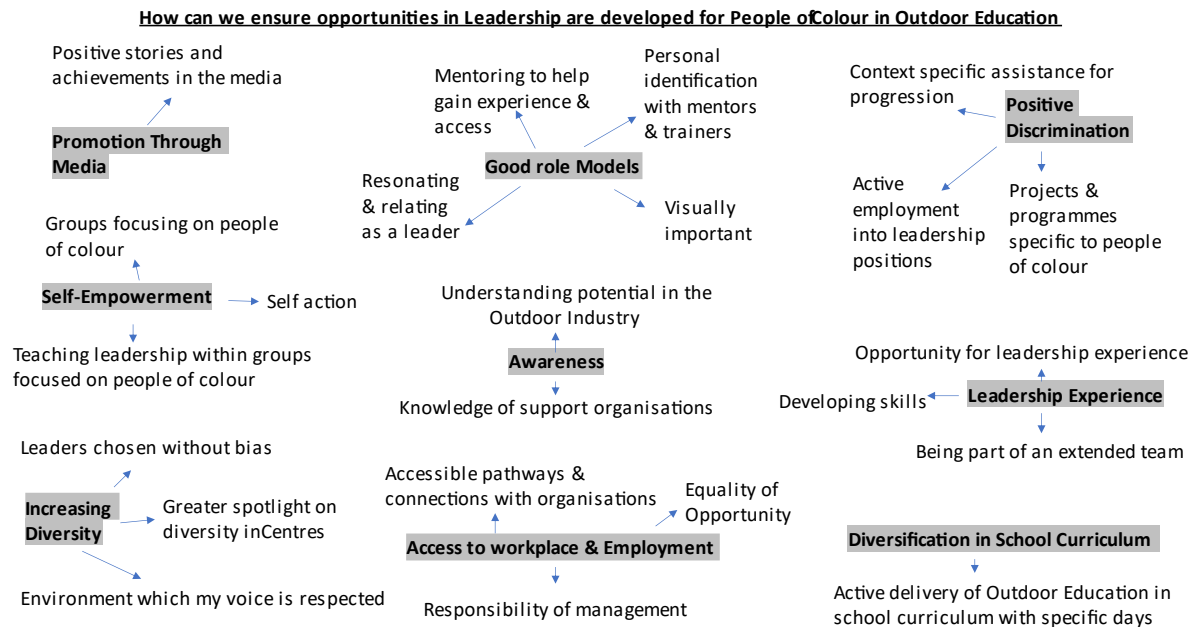 How can we ensure opportunities in Leadership are developed for People of Colour in Outdoor Education
Positive stories and
achievements in the media
Promotion Through
Media
Mentoring to help
gain experience &
access
Personal
identification
with mentors
& trainers
Good role Models
Resonating
& relating
as a leader
Visually
important
Context specific assistance for
progression
Positive
Discrimination
Active
employment
into leadership
positions
Projects &
programmes
specific to people
of colour
Groups focusing on people
of colour
Self-Empowerment
Self action
Teaching leadership within groups
focused on people of colour
Understanding potential in the
Outdoor Industry
Awareness
Knowledge of support organisations
Opportunity for leadership experience
Developing skills
Leadership Experience
Being part of an extended team
Leaders chosen without bias
Increasing
Diversity
Greater spotlight on
diversity inCentres
Environment which my voice is respected
Accessible pathways &
connections with organisations
Equality of
Opportunity
Access to workplace & Employment
Responsibility of management
Diversification in School Curriculum
Active delivery of Outdoor Education in
school curriculum with specific days